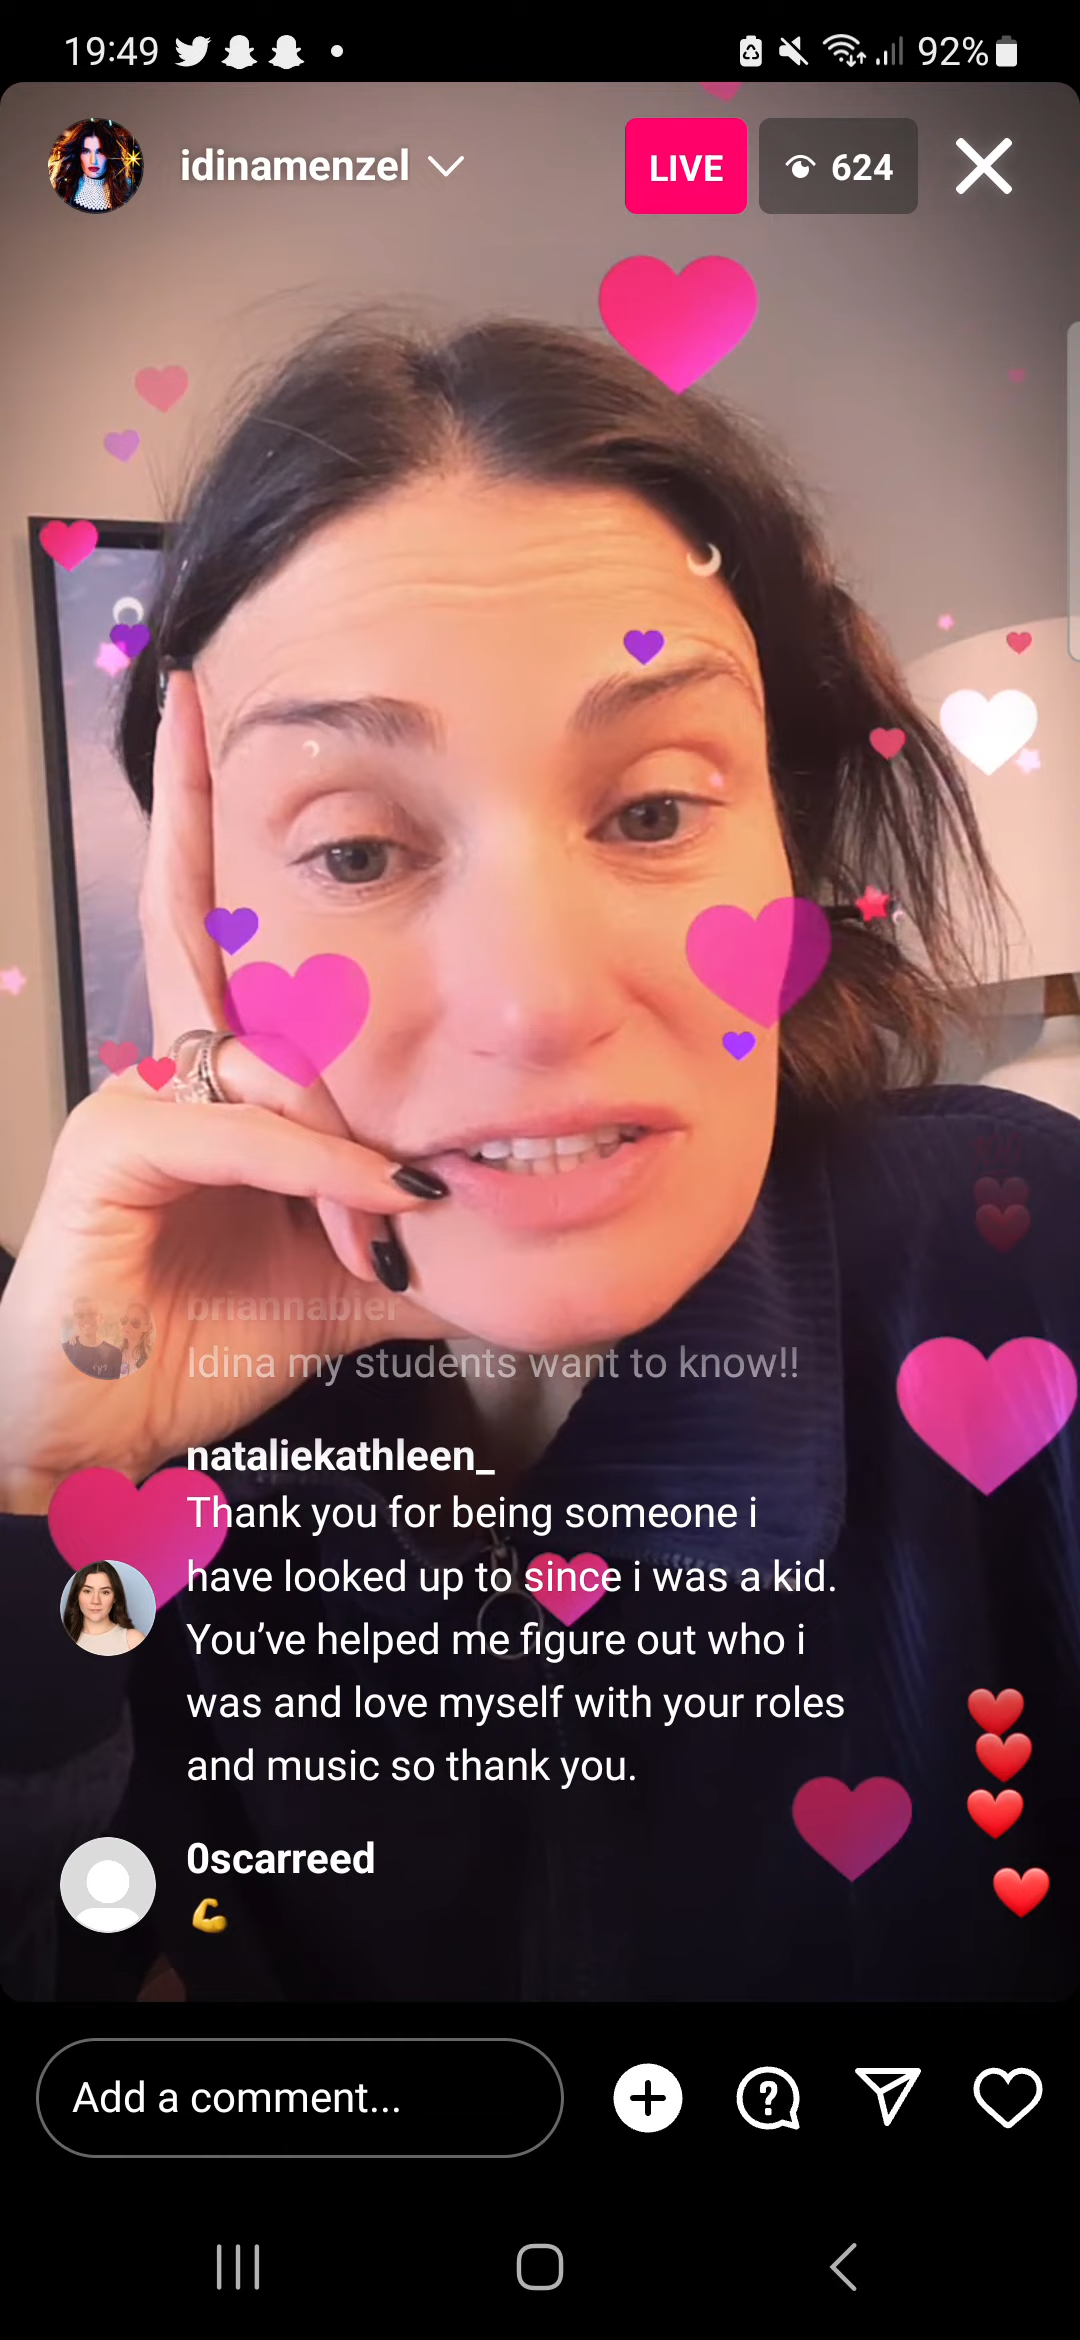 19:49
92%
idinamenzel
LIVE
624
briannabier
Idina my students want to know!!
nataliekathleen_
Thank you for being someone i
have looked up to since i was a kid.
You’ve helped me figure out who i
was and love myself with your roles
and music so thank you.
0scarreed
💪
Add a comment...